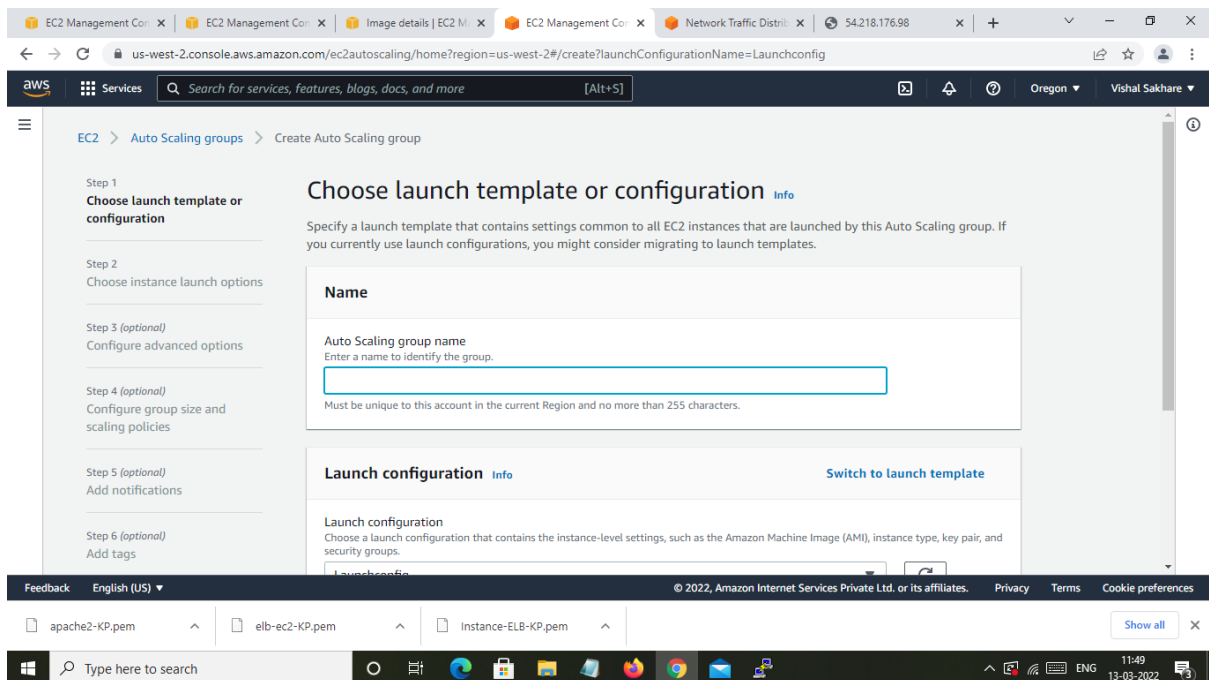 EC2 Management Con
EC2 Management Con
Image details | EC2 M
EC2 Management Con
Network Traffic Distrib
54.218.176.98
us-west-2.console.aws.amazon.com/ec2autoscaling/home?region=us-west-2#/create?launchConfigurationName=Launchconfig
aws
Services
Search for services, features, blogs, docs, and more
[Alt+S]
Oregon ▼
Vishal Sakhare ▼
EC2 > Auto Scaling groups > Create Auto Scaling group
Step 1
Choose launch template or
configuration
Step 2
Choose instance launch options
Step 3 (optional)
Configure advanced options
Step 4 (optional)
Configure group size and
scaling policies
Step 5 (optional)
Add notifications
Step 6 (optional)
Add tags
Choose launch template or configuration Info
Specify a launch template that contains settings common to all EC2 instances that are launched by this Auto Scaling group. If
you currently use launch configurations, you might consider migrating to launch templates.
Name
Auto Scaling group name
Enter a name to identify the group.
Must be unique to this account in the current Region and no more than 255 characters.
Launch configuration Info
Switch to launch template
Launch configuration
Choose a launch configuration that contains the instance-level settings, such as the Amazon Machine Image (AMI), instance type, key pair, and
security groups.
Launchconfig
Feedback
English (US) ▼
© 2022, Amazon Internet Services Private Ltd. or its affiliates.
Privacy
Terms
Cookie preferences
apache2-KP.pem
elb-ec2-KP.pem
Instance-ELB-KP.pem
Show all
Type here to search
ENG
11:49
13-03-2022
3